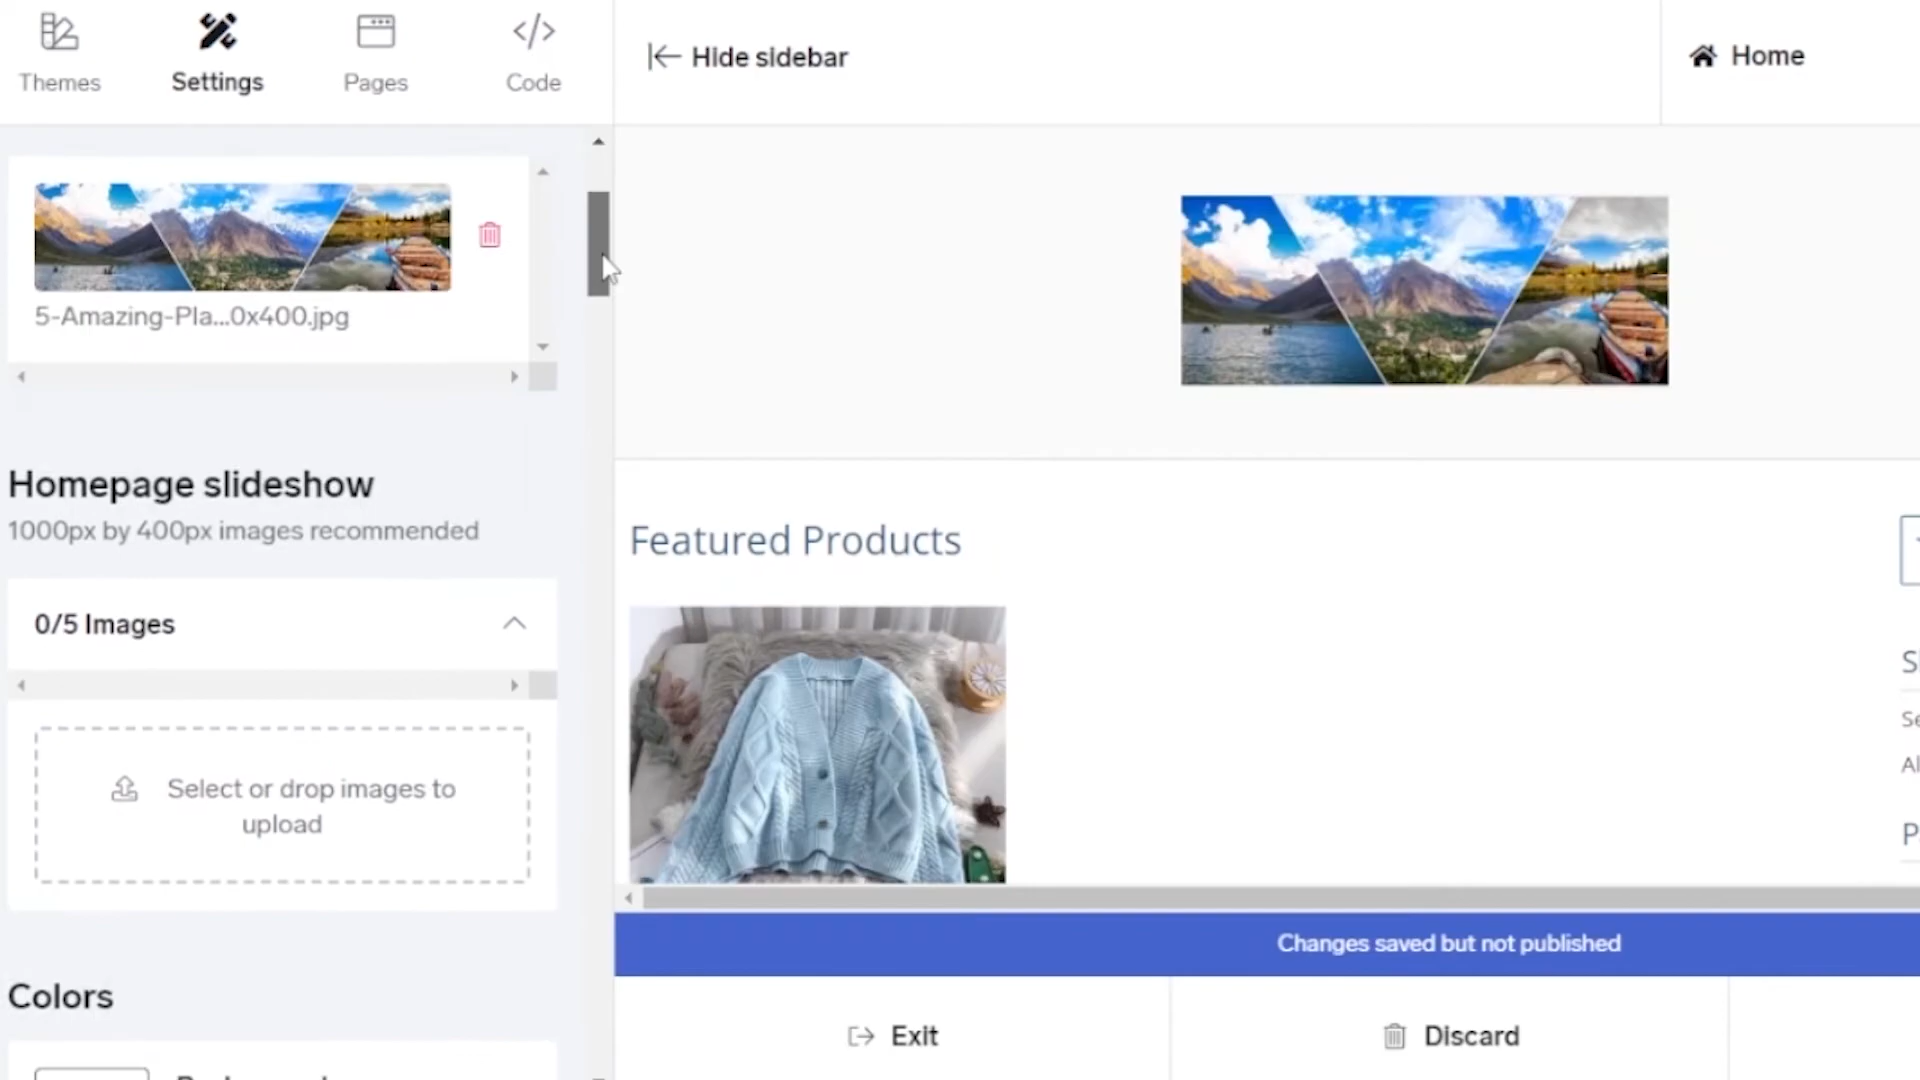 Themes
Settings
Pages
Code
Hide sidebar
Home
5-Amazing-Pla...0x400.jpg
Homepage slideshow
1000px by 400px images recommended
0/5 Images
Select or drop images to
upload
Colors
Featured Products
Changes saved but not published
Exit
Discard